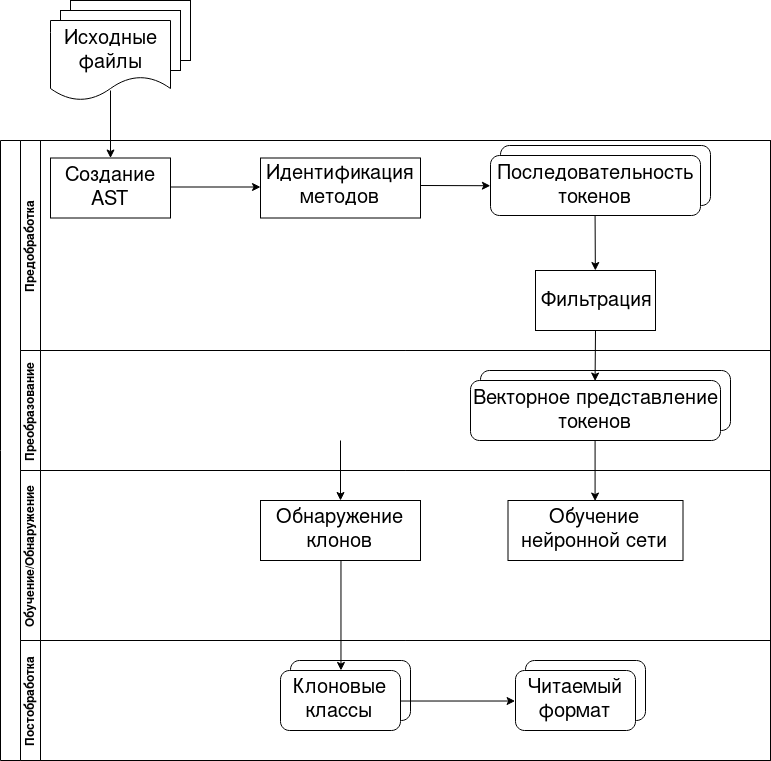 Исходные
файлы
Предобработка
Создание
AST
Идентификация
методов
Последовательность
токенов
Фильтрация
Преобразование
Векторное представление
токенов
Обучение/Обнаружение
Обнаружение
клонов
Обучение
нейронной сети
Постобработка
Клоновые
классы
Читаемый
формат